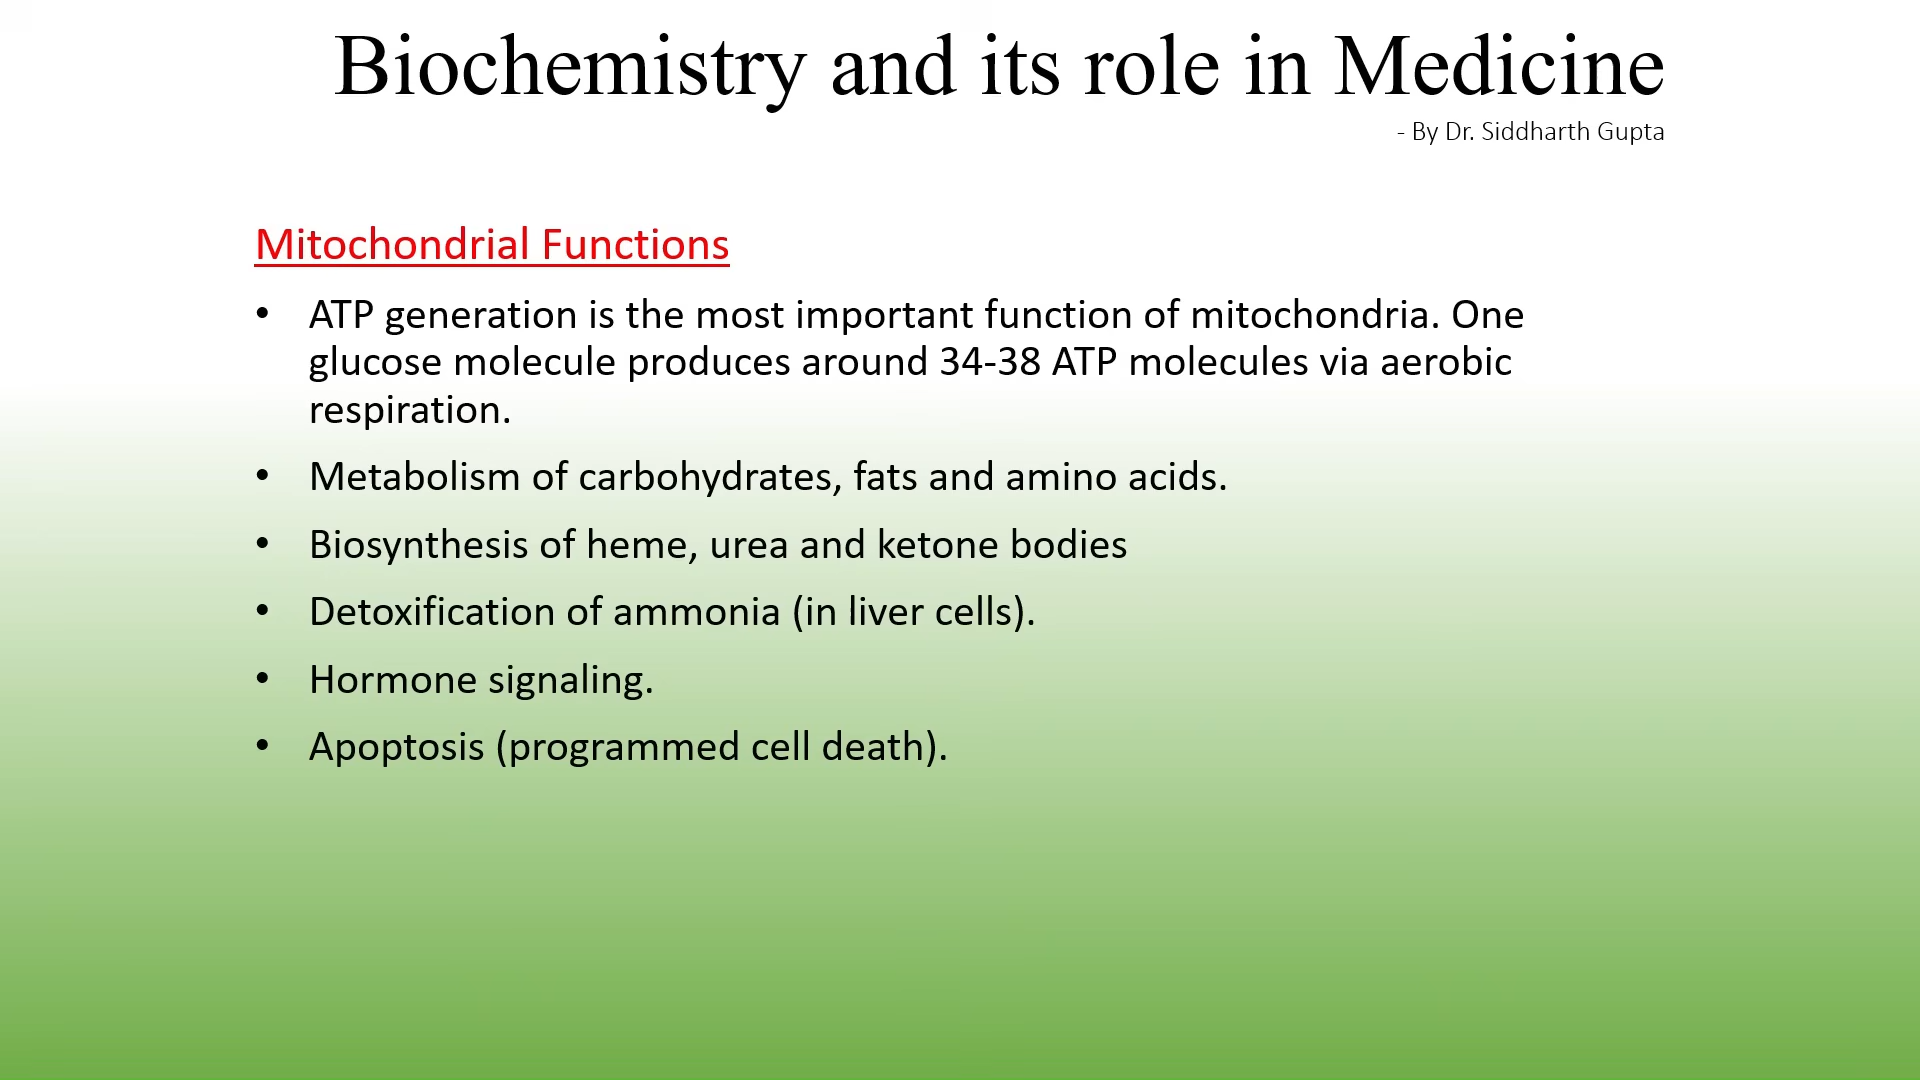 Biochemistry and its role in Medicine
- By Dr. Siddharth Gupta
Mitochondrial Functions
• ATP generation is the most important function of mitochondria. One
glucose molecule produces around 34-38 ATP molecules via aerobic
respiration.
• Metabolism of carbohydrates, fats and amino acids.
• Biosynthesis of heme, urea and ketone bodies
• Detoxification of ammonia (in liver cells).
• Hormone signaling.
• Apoptosis (programmed cell death).